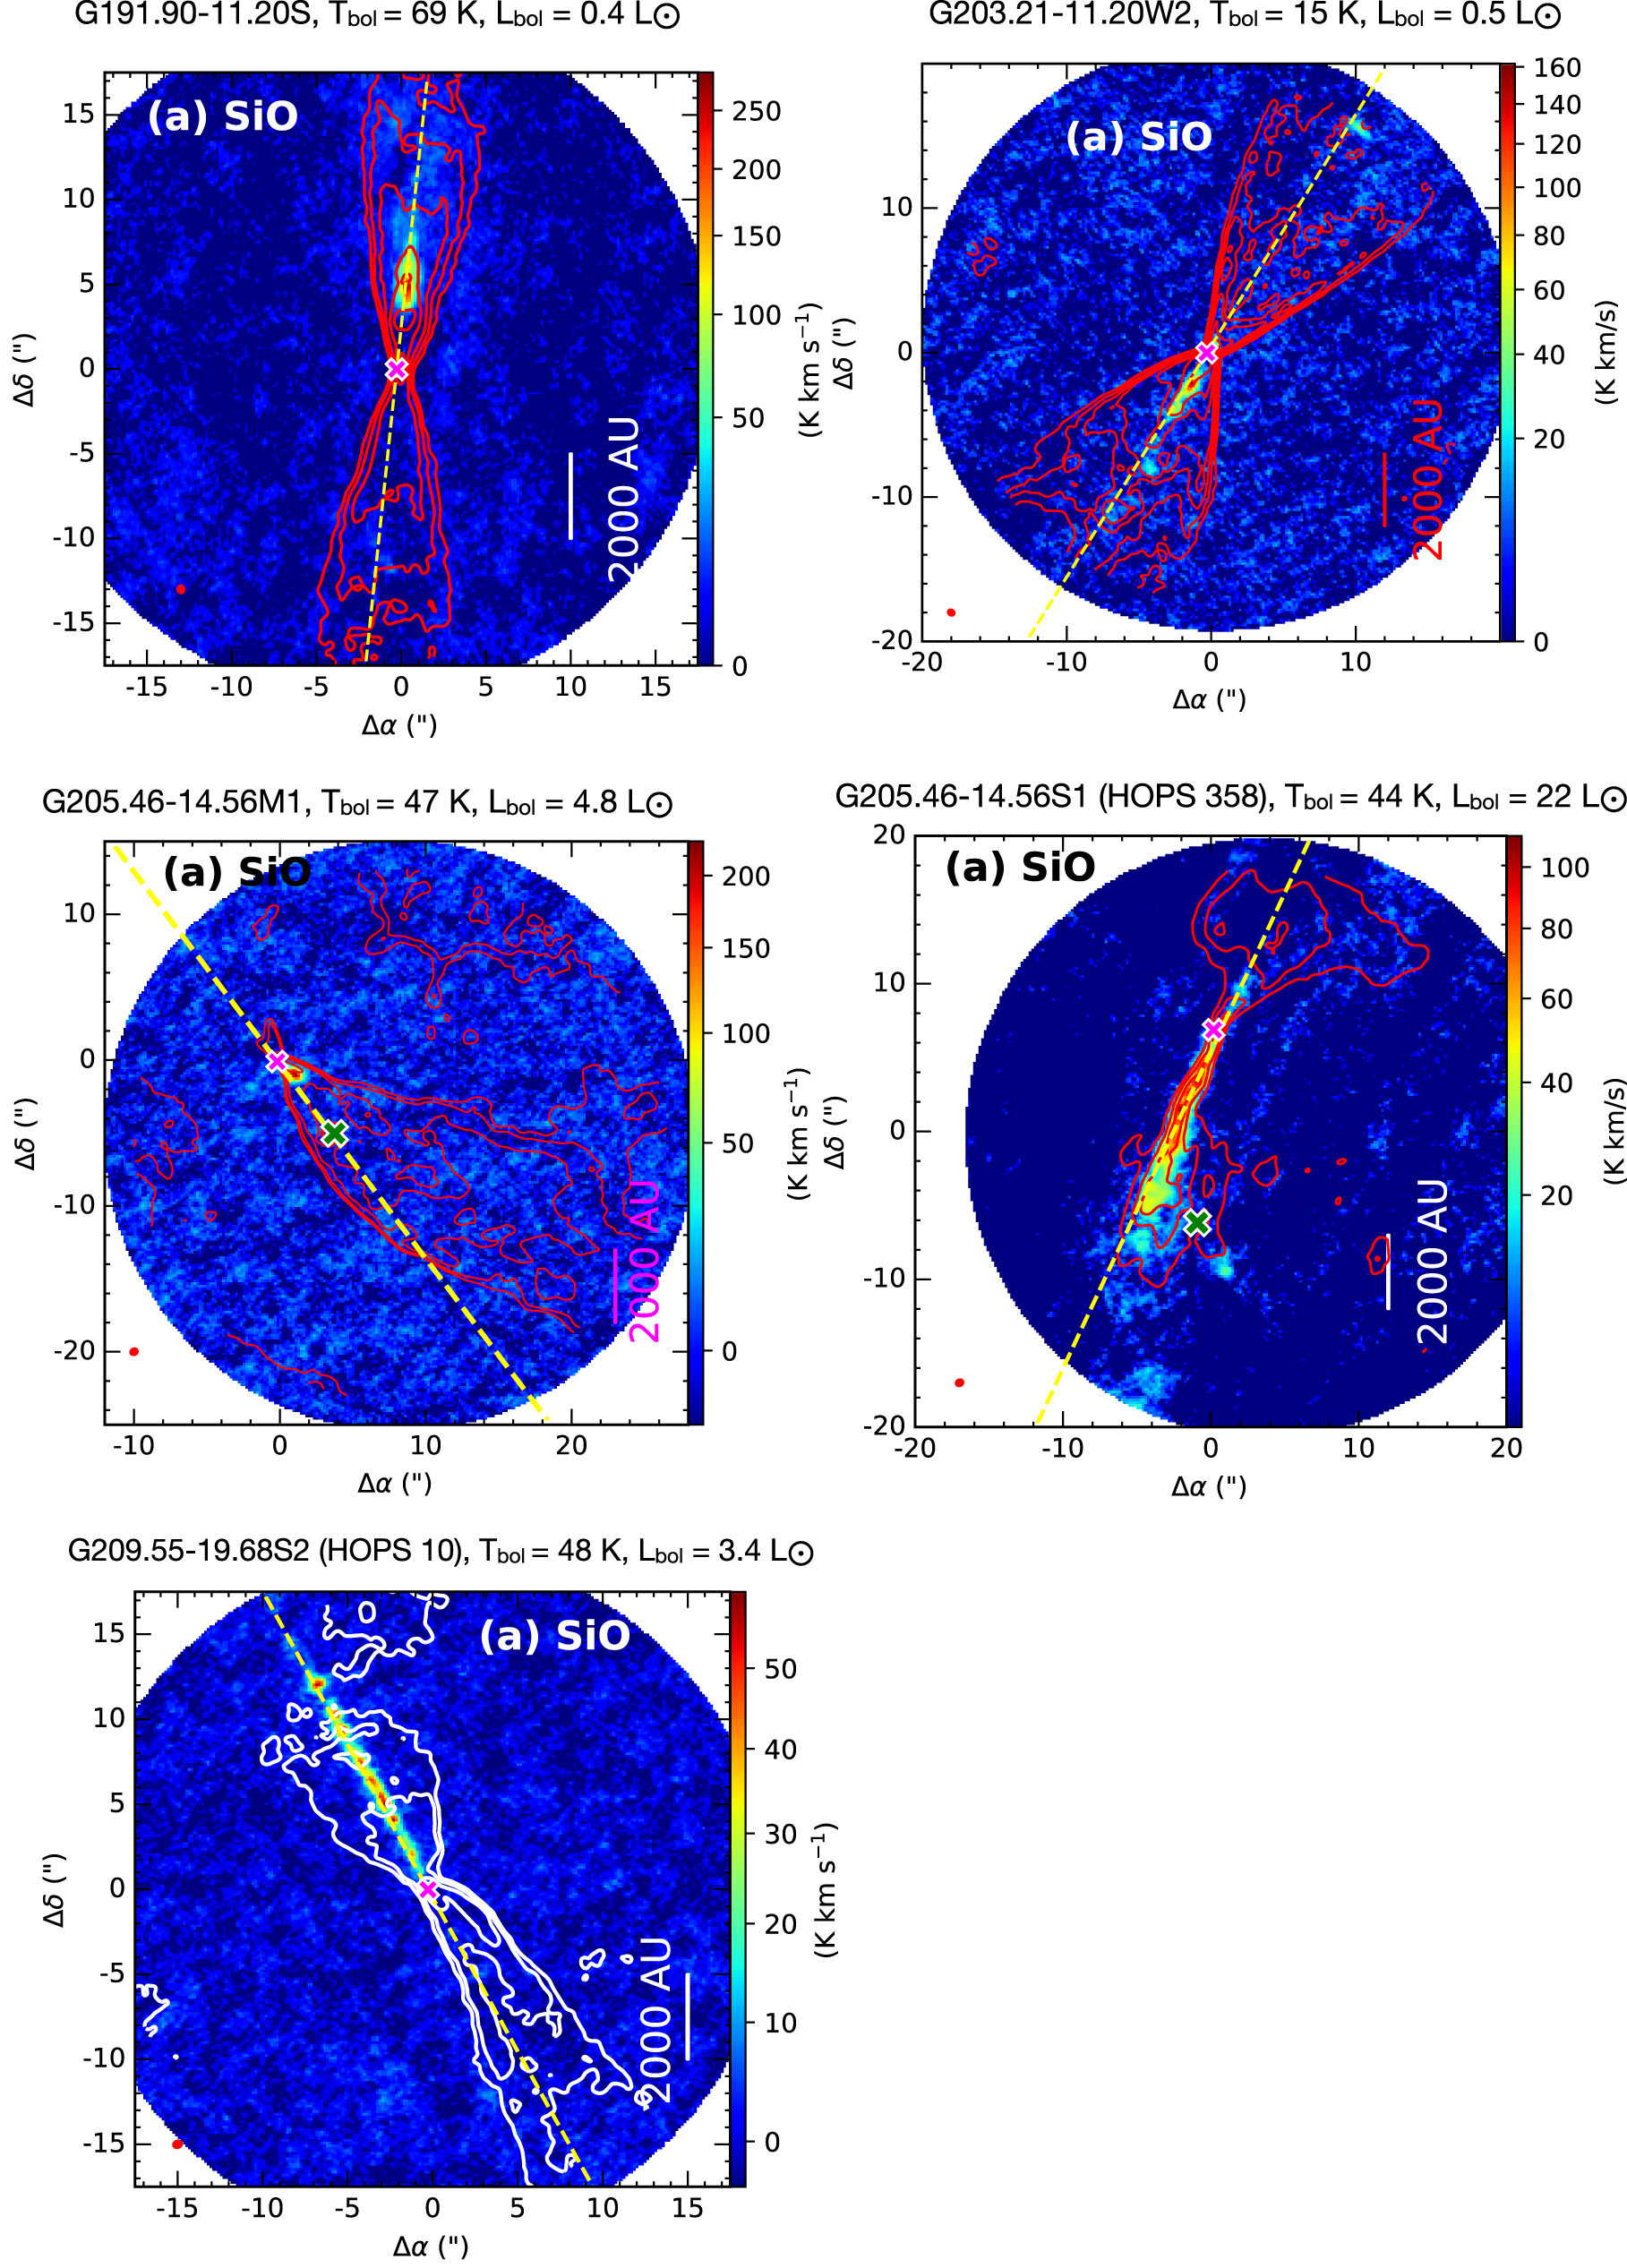 G191.90-11.20S, Tbol = 69 K, Lbol = 0.4 L⊙
(a) SiO
15
10
5
0
-5
-10
-15
-15 -10 -5 0 5 10 15
Δδ (")
Δα (")
2000 AU
250
200
150
100
50
0
(K km s−1)
G203.21-11.20W2, Tbol = 15 K, Lbol = 0.5 L⊙
(a) SiO
10
0
-10
-20
-20 -10 0 10
Δδ (")
Δα (")
2000 AU
160
140
120
100
80
60
40
20
0
(K km/s)
G205.46-14.56M1, Tbol = 47 K, Lbol = 4.8 L⊙
(a) SiO
10
0
-10
-20
-10 0 10 20
Δδ (")
Δα (")
2000 AU
200
150
100
50
0
(K km s−1)
G205.46-14.56S1 (HOPS 358), Tbol = 44 K, Lbol = 22 L⊙
(a) SiO
20
10
0
-10
-20
-20 -10 0 10 20
Δδ (")
Δα (")
2000 AU
100
80
60
40
20
(K km/s)
G209.55-19.68S2 (HOPS 10), Tbol = 48 K, Lbol = 3.4 L⊙
(a) SiO
15
10
5
0
-5
-10
-15
-15 -10 -5 0 5 10 15
Δδ (")
Δα (")
2000 AU
50
40
30
20
10
0
(K km s−1)